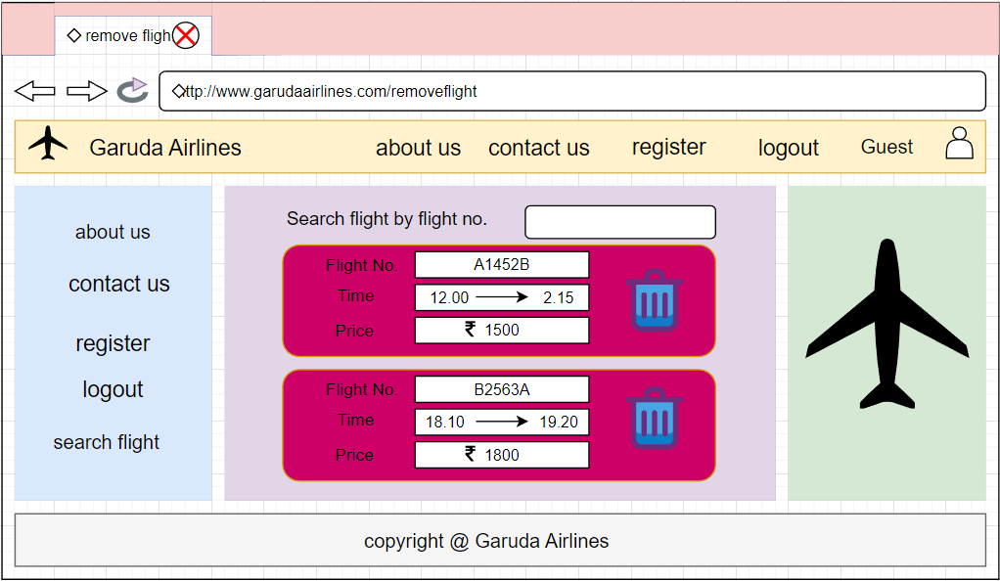 remove fligh
ttp://www.garudaairlines.com/removeflight
Garuda Airlines about us contact us register logout Guest
about us
contact us
register
logout
search flight
Search flight by flight no.
Flight No. A1452B
Time 12.00 2.15
Price ₹ 1500
Flight No. B2563A
Time 18.10 19.20
Price ₹ 1800
copyright @ Garuda Airlines